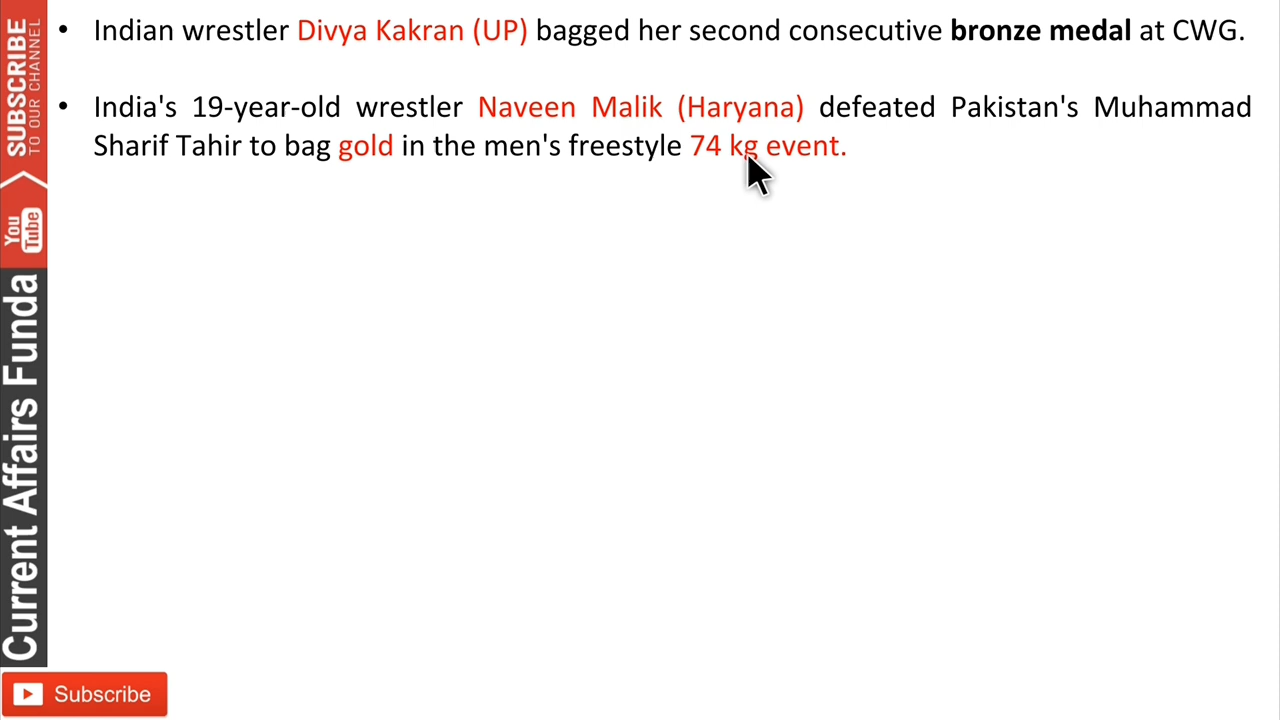 • Indian wrestler Divya Kakran (UP) bagged her second consecutive bronze medal at CWG.
• India's 19-year-old wrestler Naveen Malik (Haryana) defeated Pakistan's Muhammad
Sharif Tahir to bag gold in the men's freestyle 74 kg event.
SUBSCRIBE
TO OUR CHANNEL
You
Tube
Current Affairs Funda
Subscribe